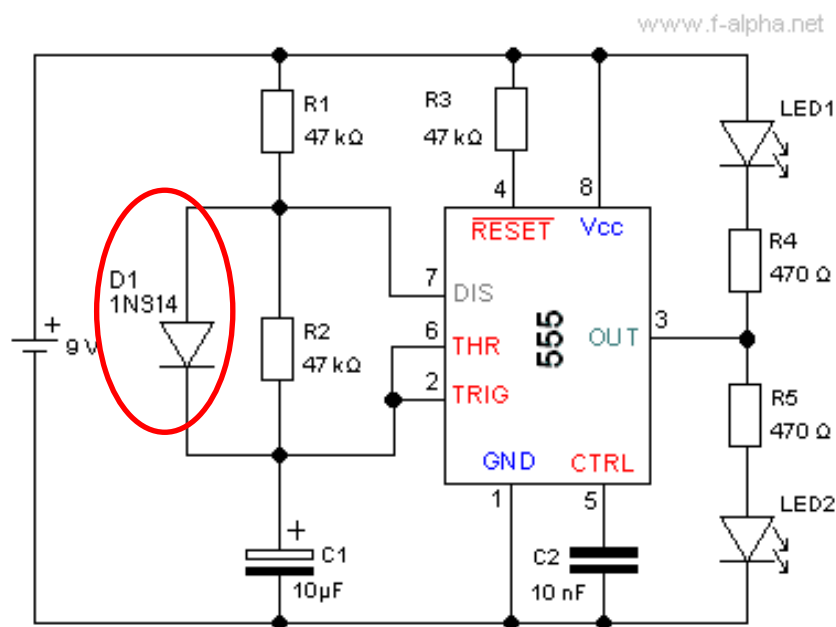 www.f-alpha.net
R1
47 kΩ
R3
47 kΩ
LED1
4
8
RESET
Vcc
R4
470 Ω
D1
1NS14
7
DIS
R2
47 kΩ
6
THR
555
OUT
3
+
9 V
2
TRIG
R5
470 Ω
GND
CTRL
1
5
LED2
+
C1
10µF
C2
10 nF